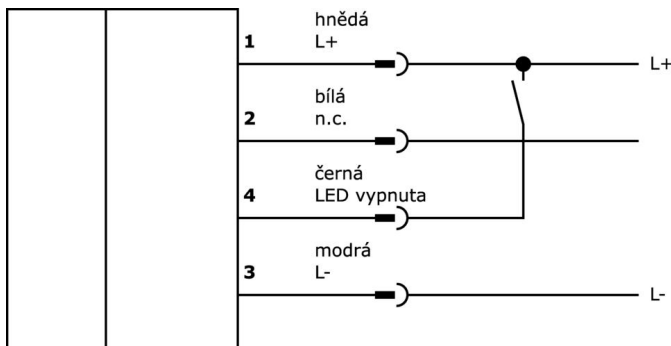 hnědá
1 L+ L+
bílá
2 n.c.
černá
4 LED vypnuta
modrá
3 L- L-